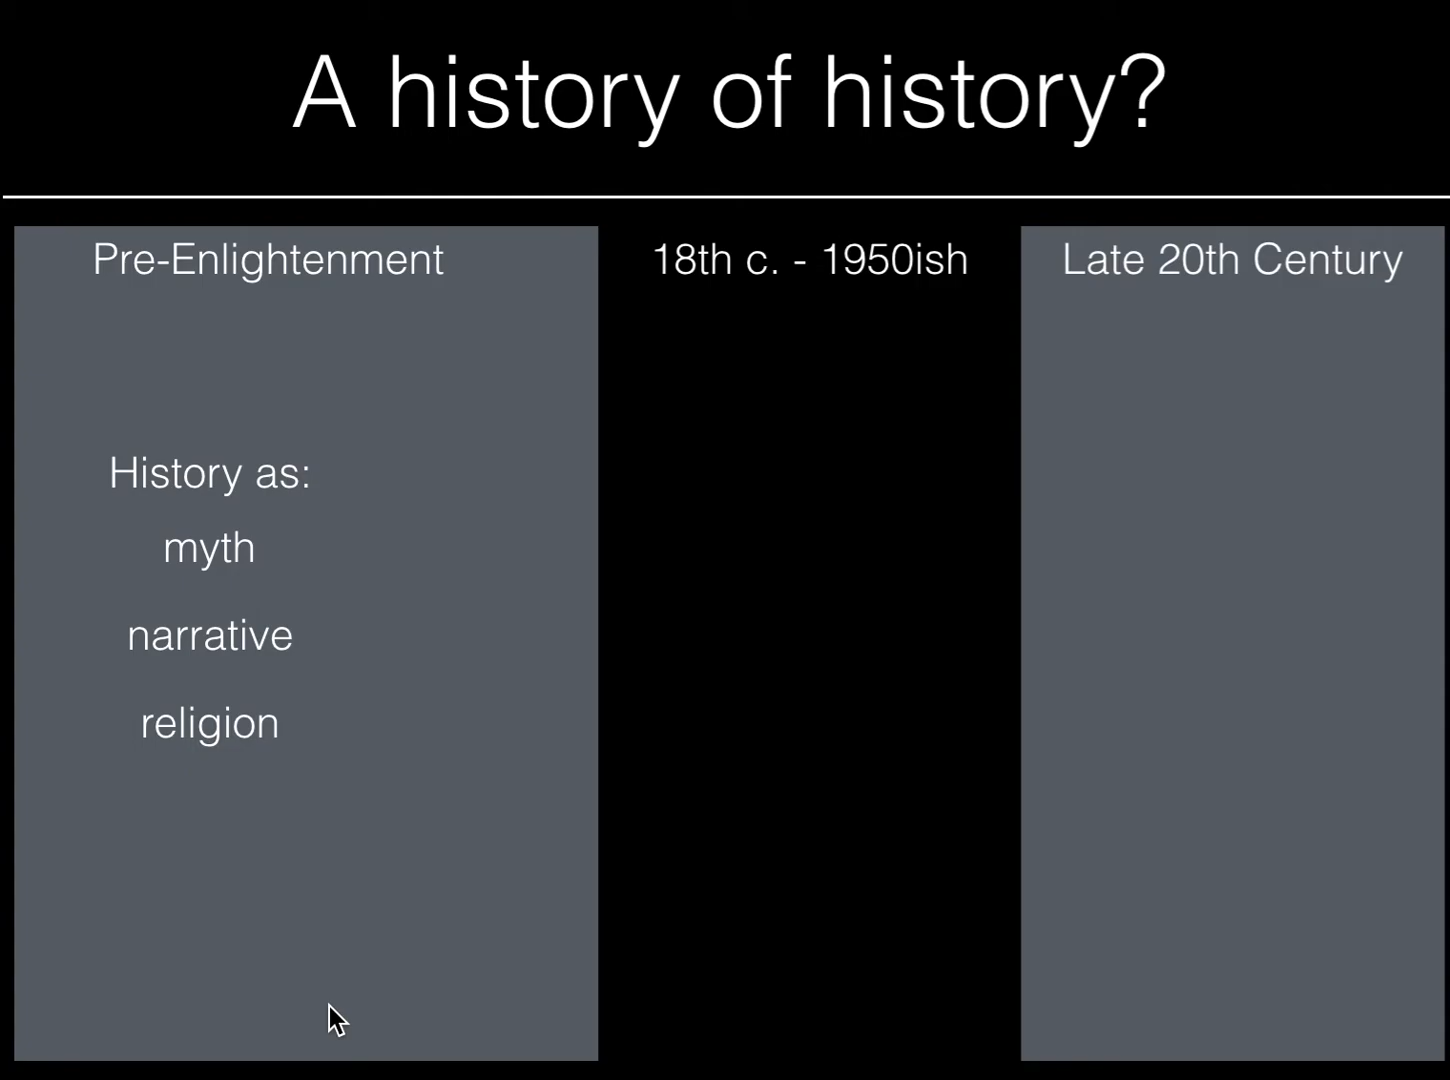 A history of history?
Pre-Enlightenment
18th c. - 1950ish
Late 20th Century
History as:
myth
narrative
religion